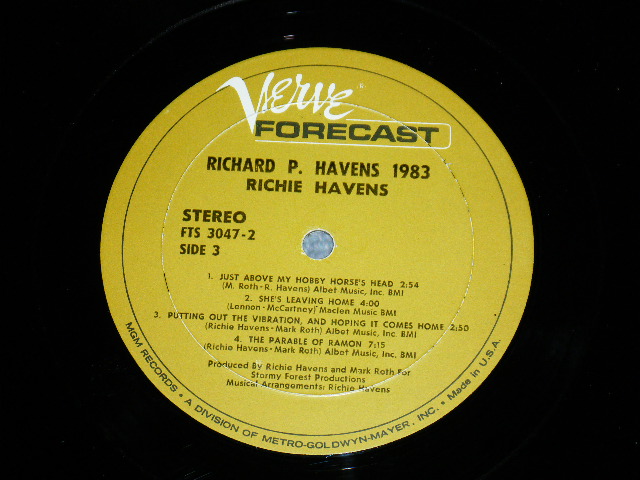 Verve
FORECAST
RICHARD P. HAVENS 1983
RICHIE HAVENS
STEREO
FTS 3047-2
SIDE 3
1. JUST ABOVE MY HOBBY HORSE'S HEAD 2:54
(M. Roth-R. Havens) Albet Music, Inc. BMI
2. SHE'S LEAVING HOME 4:00
(Lennon-McCartney) Maclen Music BMI
3. PUTTING OUT THE VIBRATION, AND HOPING IT COMES HOME 2:50
(Richie Havens-Mark Roth) Albet Music, Inc. BMI
4. THE PARABLE OF RAMON 7:15
(Richie Havens-Mark Roth) Albet Music, Inc. BMI
Produced By Richie Havens and Mark Roth For
Stormy Forest Productions
Musical Arrangements: Richie Havens
MGM RECORDS • A DIVISION OF METRO-GOLDWYN-MAYER, INC. • Made in U.S.A.